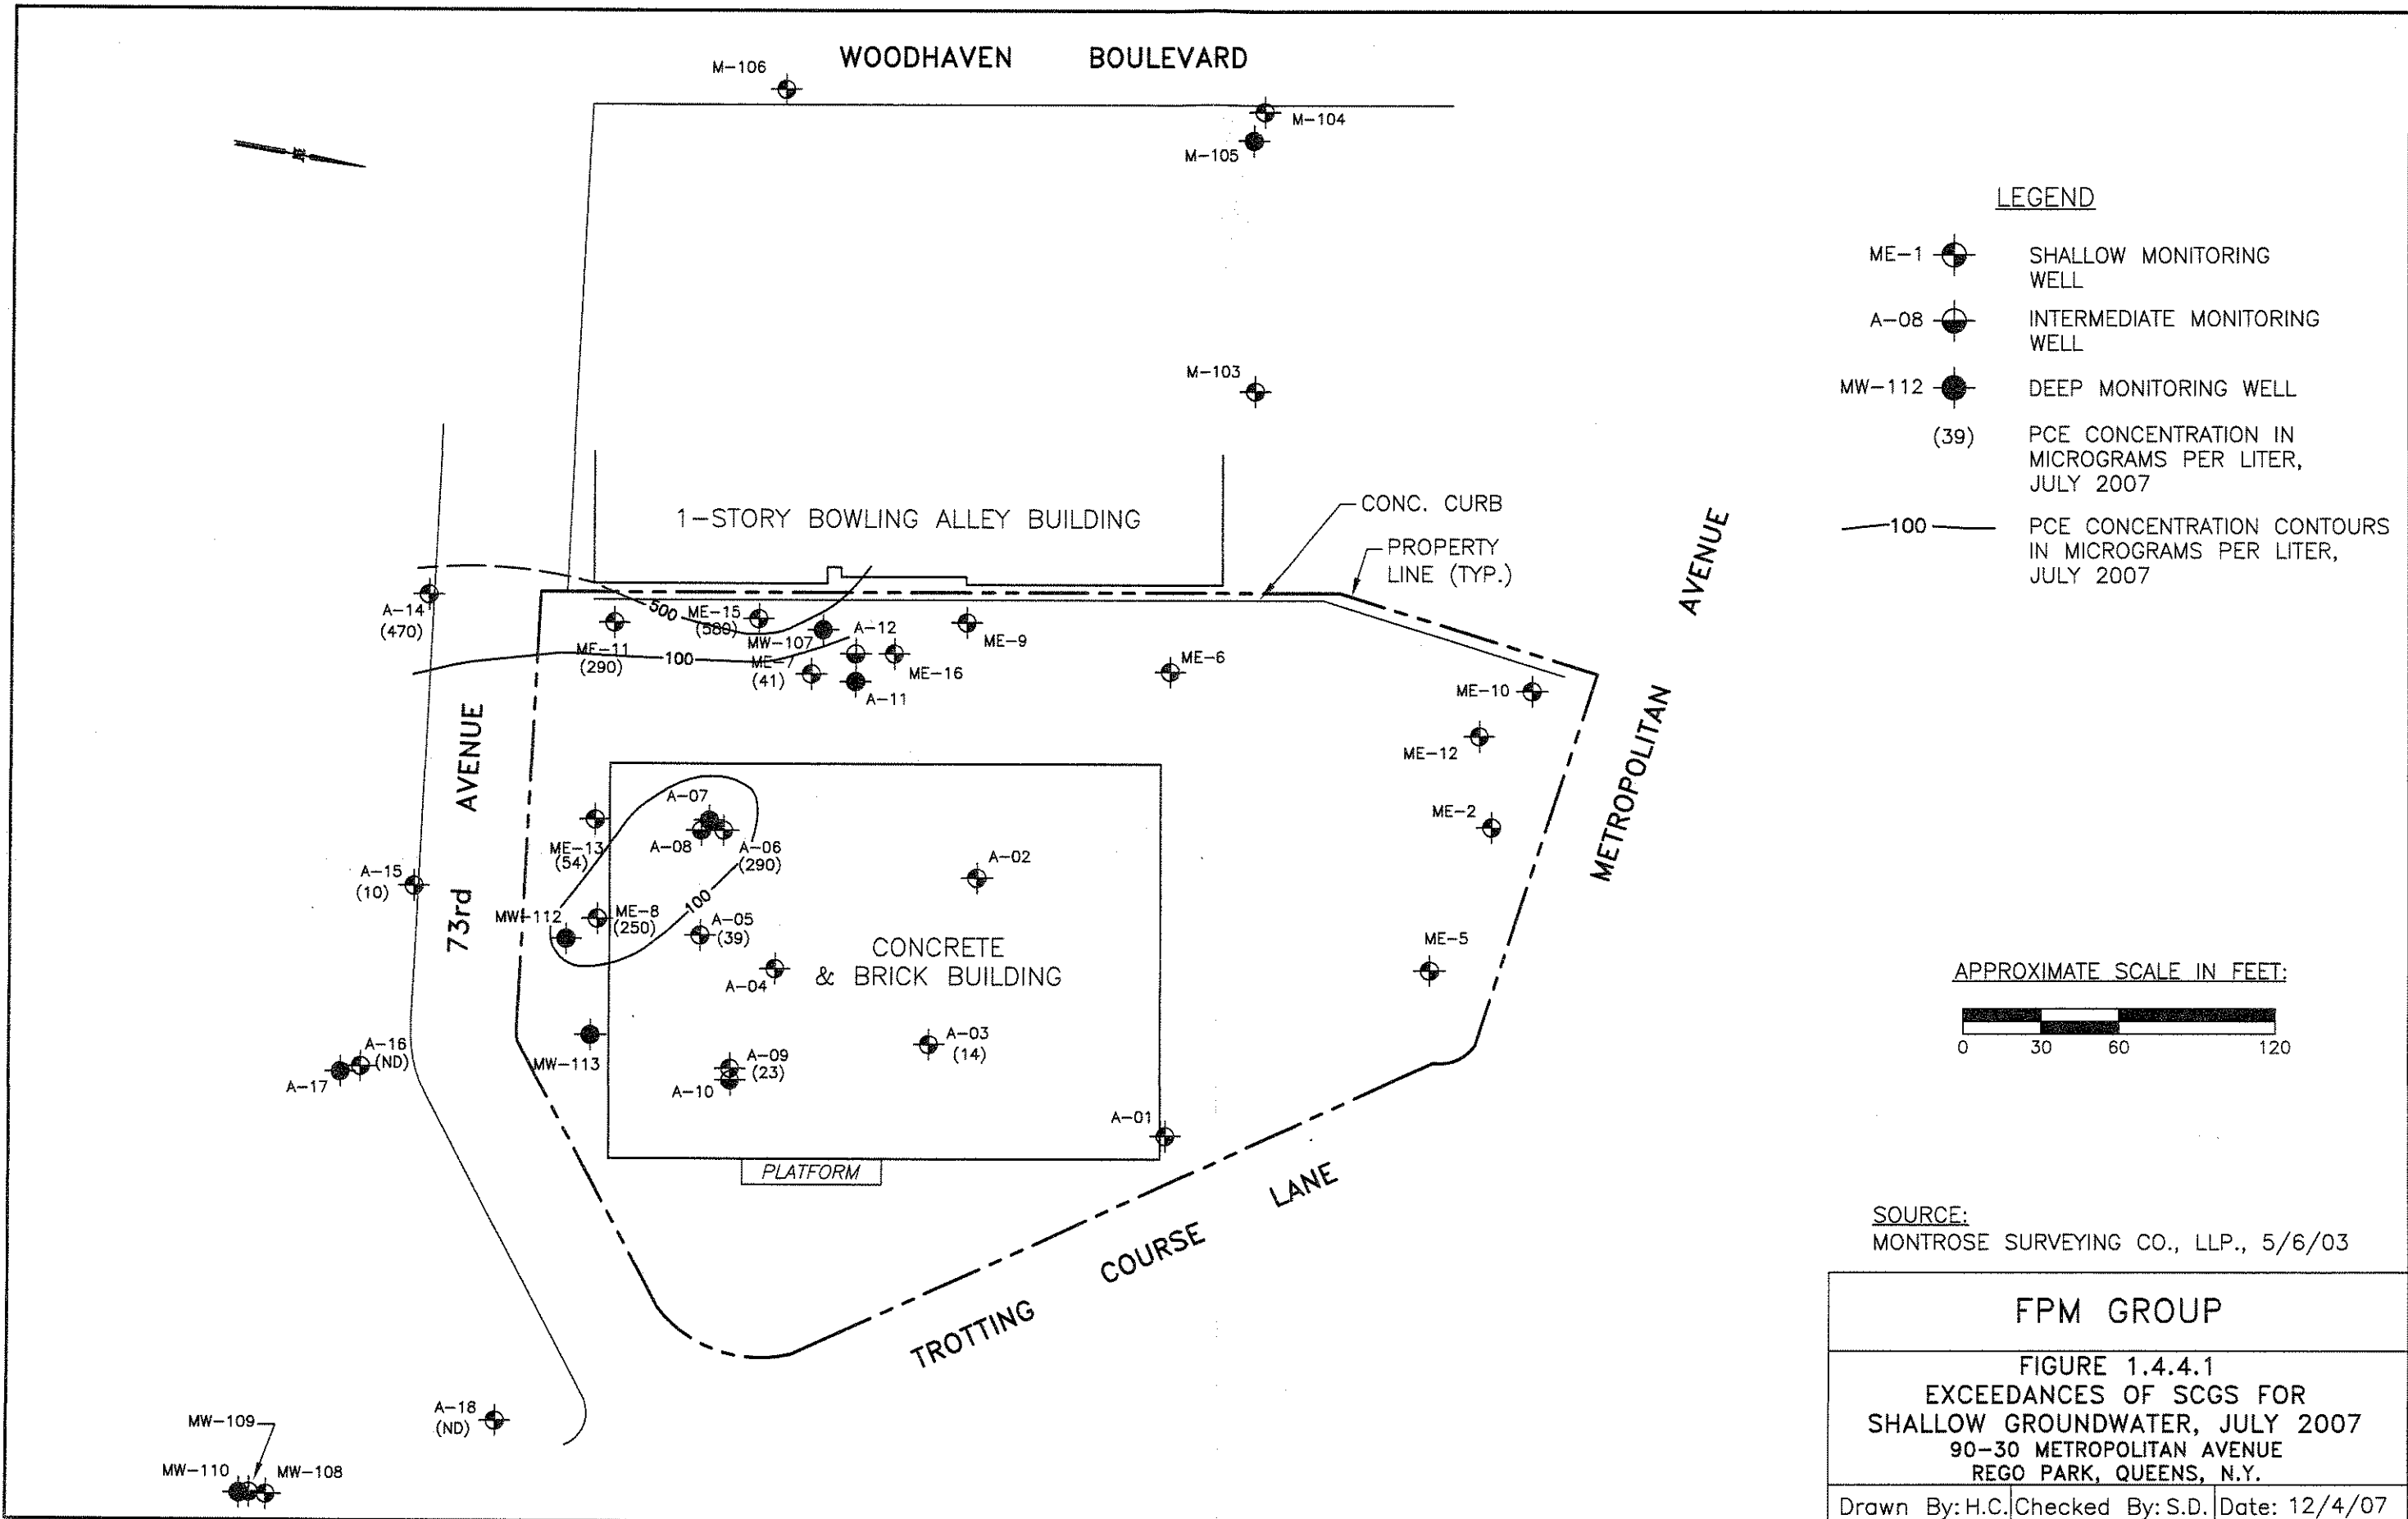 WOODHAVEN BOULEVARD
M-106
M-104
M-105
M-103
LEGEND
ME-1
SHALLOW MONITORING
WELL
A-08
INTERMEDIATE MONITORING
WELL
MW-112
DEEP MONITORING WELL
(39)
PCE CONCENTRATION IN
MICROGRAMS PER LITER,
JULY 2007
100
PCE CONCENTRATION CONTOURS
IN MICROGRAMS PER LITER,
JULY 2007
1-STORY BOWLING ALLEY BUILDING
CONC. CURB
PROPERTY
LINE (TYP.)
A-14
(470)
500
ME-15
(580)
MW-107
A-12
ME-9
ME-11
(290)
100
ME-7
(41)
ME-16
A-11
ME-6
ME-10
ME-12
ME-2
ME-5
METROPOLITAN AVENUE
73rd AVENUE
A-07
A-08
A-06
(290)
ME-13
(54)
A-15
(10)
MW-112
ME-8
(250)
100
A-05
(39)
A-02
A-04
CONCRETE
& BRICK BUILDING
A-03
(14)
MW-113
A-09
(23)
A-10
A-16
(ND)
A-17
A-01
PLATFORM
TROTTING COURSE LANE
A-18
(ND)
MW-109
MW-110
MW-108
APPROXIMATE SCALE IN FEET:
0 30 60 120
SOURCE:
MONTROSE SURVEYING CO., LLP., 5/6/03
FPM GROUP
FIGURE 1.4.4.1
EXCEEDANCES OF SCGS FOR
SHALLOW GROUNDWATER, JULY 2007
90-30 METROPOLITAN AVENUE
REGO PARK, QUEENS, N.Y.
Drawn By: H.C. Checked By: S.D. Date: 12/4/07